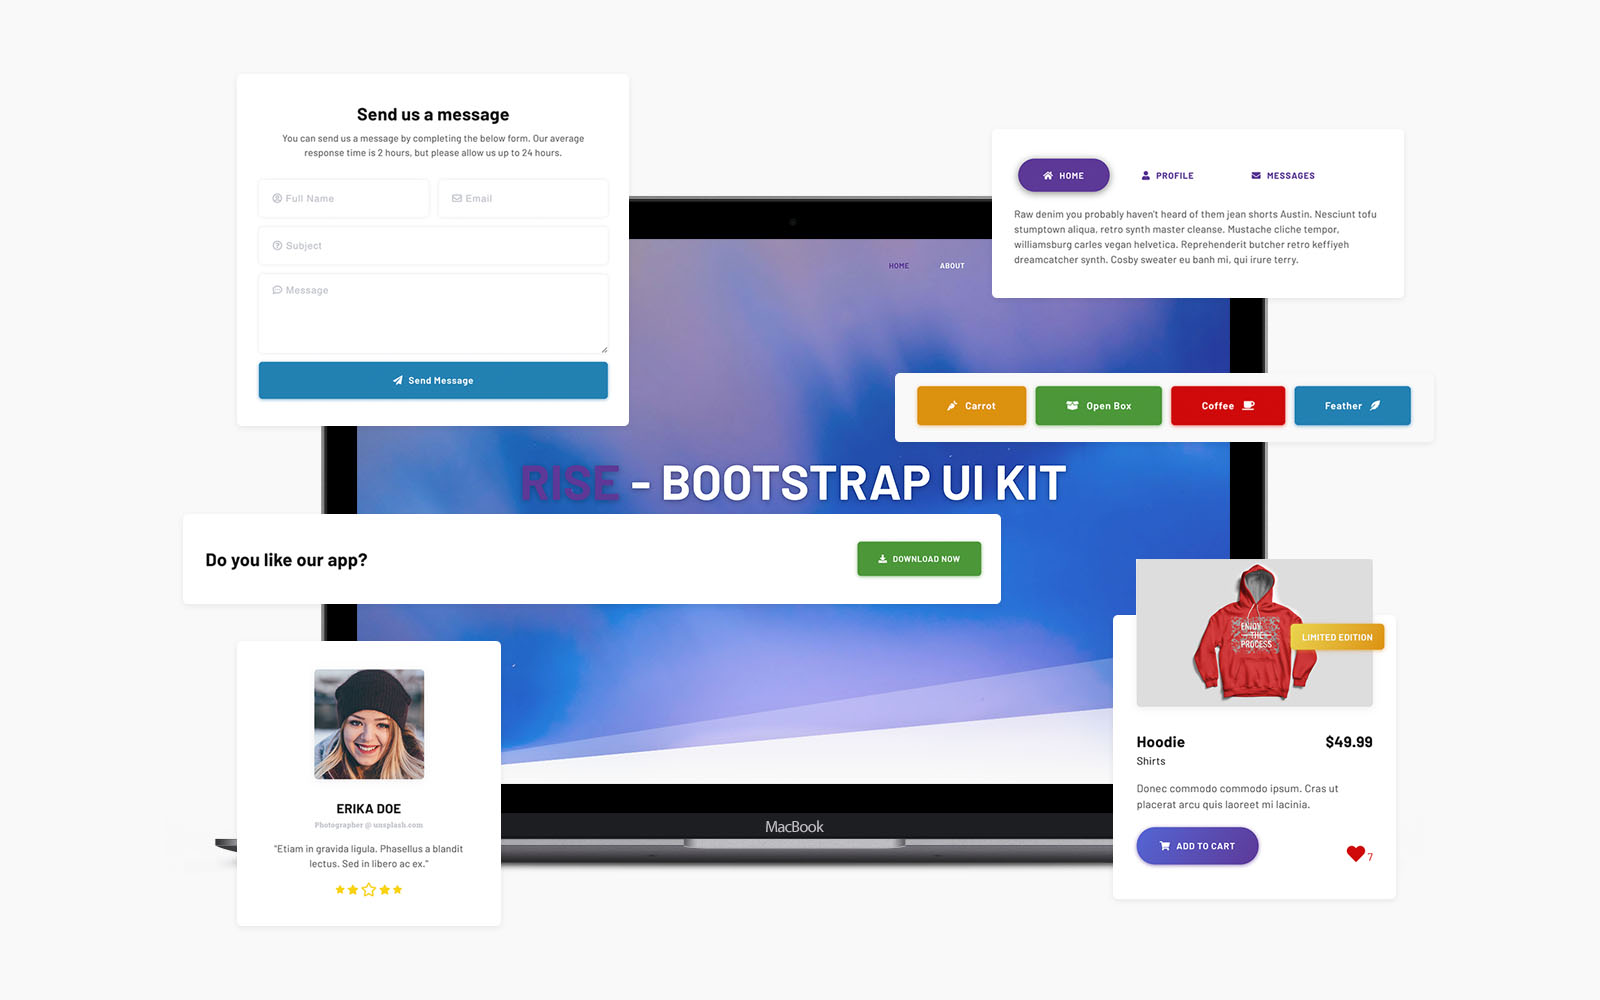 Send us a message
You can send us a message by completing the below form. Our average
response time is 2 hours, but please allow us up to 24 hours.
Full Name
Email
Subject
Message
Send Message
HOME
PROFILE
MESSAGES
Raw denim you probably haven't heard of them jean shorts Austin. Nesciunt tofu
stumptown aliqua, retro synth master cleanse. Mustache cliche tempor,
williamsburg carles vegan helvetica. Reprehenderit butcher retro keffiyeh
dreamcatcher synth. Cosby sweater eu banh mi, qui irure terry.
HOME
ABOUT
Carrot
Open Box
Coffee
Feather
RISE - BOOTSTRAP UI KIT
Do you like our app?
DOWNLOAD NOW
ENJOY
THE
PROCESS
LIMITED EDITION
Hoodie
$49.99
Shirts
Donec commodo commodo ipsum. Cras ut
placerat arcu quis laoreet mi lacinia.
ADD TO CART
7
ERIKA DOE
Photographer @ unsplash.com
"Etiam in gravida ligula. Phasellus a blandit
lectus. Sed in libero ac ex."
MacBook